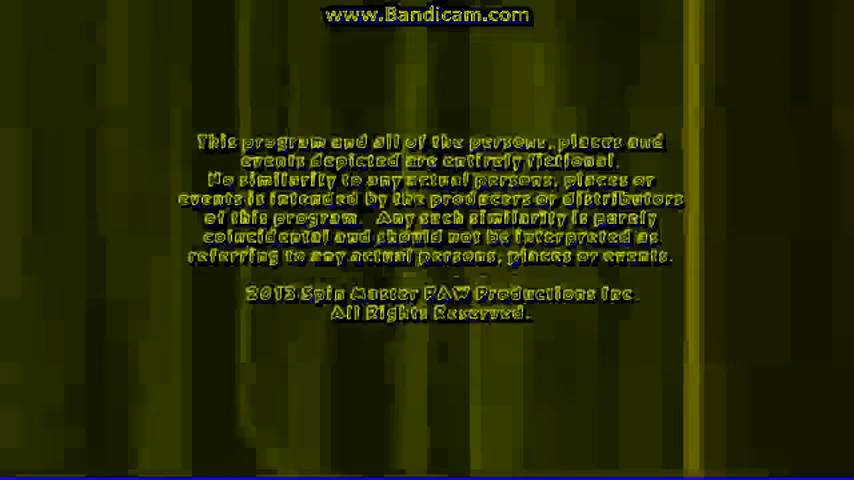 www.Bandicam.com
This program and all of the persons, places and
events depicted are entirely fictional.
No similarity to any actual persons, places or
events is intended by the producers or distributors
of this program. Any such similarity is purely
coincidental and should not be interpreted as
referring to any actual persons, places or events.
2013 Spin Master PAW Productions Inc.
All Rights Reserved.